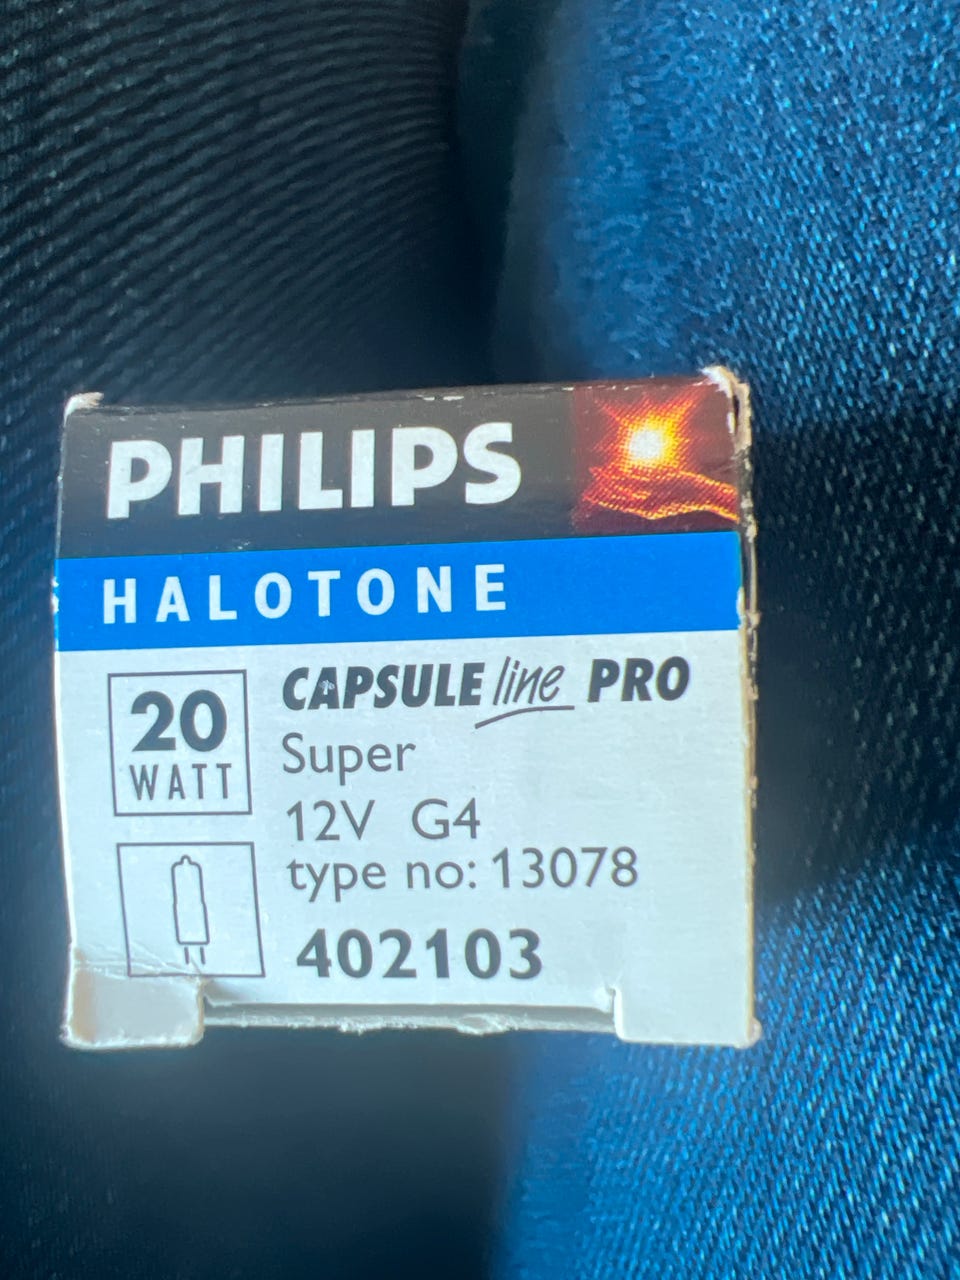 PHILIPS
HALOTONE
20
WATT
CAPSULE line PRO
Super
12V G4
type no: 13078
402103